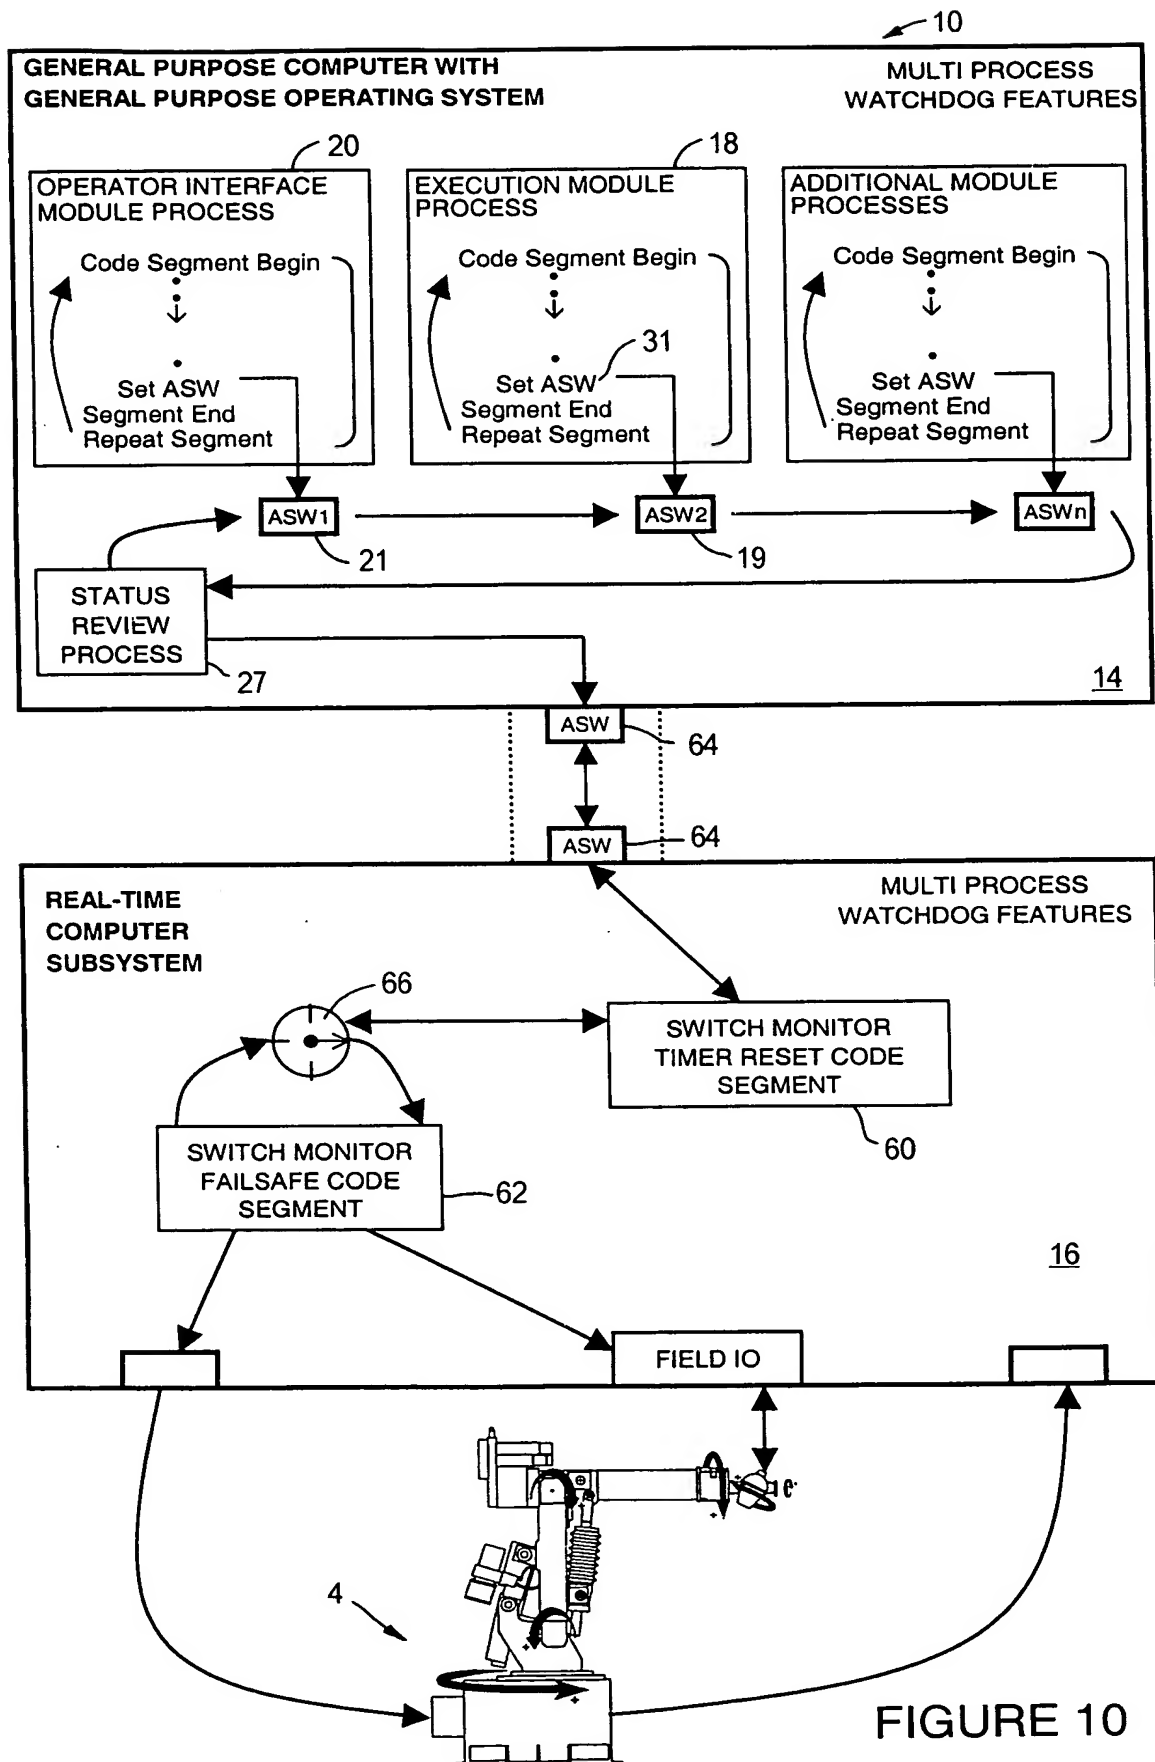 10
GENERAL PURPOSE COMPUTER WITH
GENERAL PURPOSE OPERATING SYSTEM
MULTI PROCESS
WATCHDOG FEATURES
20
OPERATOR INTERFACE
MODULE PROCESS
Code Segment Begin
Set ASW
Segment End
Repeat Segment
18
EXECUTION MODULE
PROCESS
Code Segment Begin
31
Set ASW
Segment End
Repeat Segment
ADDITIONAL MODULE
PROCESSES
Code Segment Begin
Set ASW
Segment End
Repeat Segment
ASW1
21
ASW2
19
ASWn
STATUS
REVIEW
PROCESS
27
14
ASW
64
ASW
64
REAL-TIME
COMPUTER
SUBSYSTEM
MULTI PROCESS
WATCHDOG FEATURES
66
SWITCH MONITOR
TIMER RESET CODE
SEGMENT
60
SWITCH MONITOR
FAILSAFE CODE
SEGMENT
62
16
FIELD IO
4
FIGURE 10